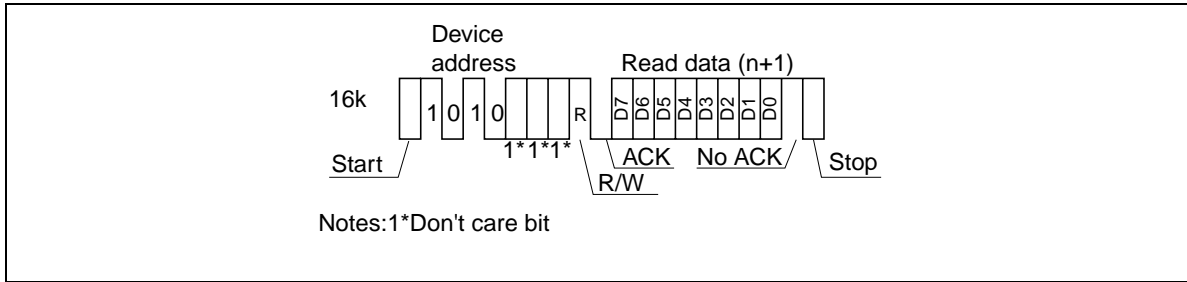 Device
address
Read data (n+1)
16k
1 0 1 0
R
D7 D6 D5 D4 D3 D2 D1 D0
1* 1* 1*
Start
ACK
No ACK
Stop
R/W
Notes:1*Don't care bit